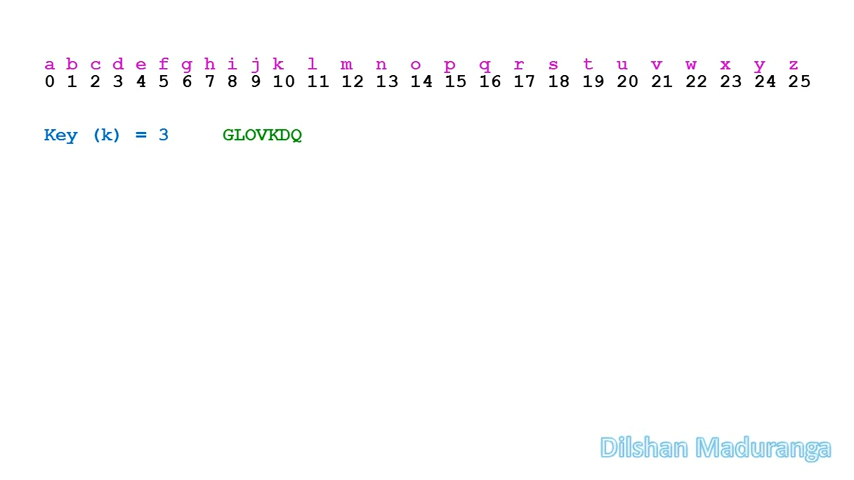 a b c d e f g h i j k l m n o p q r s t u v w x y z
0 1 2 3 4 5 6 7 8 9 10 11 12 13 14 15 16 17 18 19 20 21 22 23 24 25
Key (k) = 3 GLOVKDQ
Dilshan Maduranga